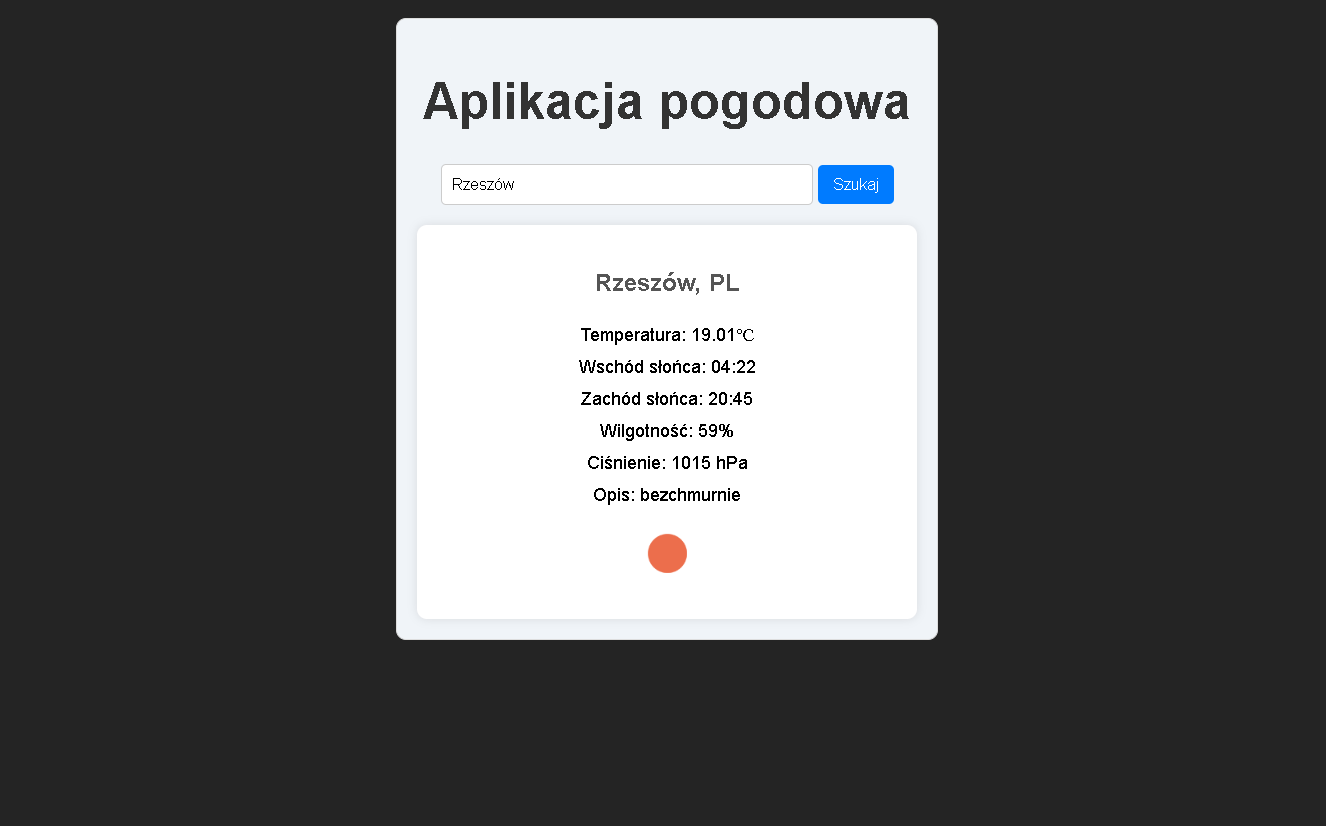 Aplikacja pogodowa
Rzeszów
Szukaj
Rzeszów, PL
Temperatura: 19.01℃
Wschód słońca: 04:22
Zachód słońca: 20:45
Wilgotność: 59%
Ciśnienie: 1015 hPa
Opis: bezchmurnie